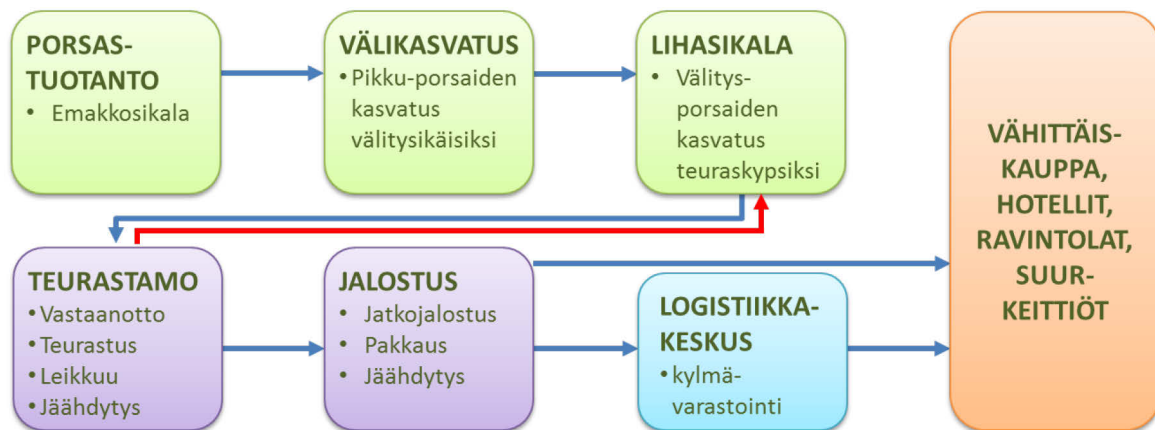 PORSAS-
TUOTANTO
• Emakkosikala
VÄLIKASVATUS
• Pikku-porsaiden
kasvatus
välitysikäisiksi
LIHASIKALA
• Välitys-
porsaiden
kasvatus
teuraskypsiksi
VÄHITTÄIS-
KAUPPA,
HOTELLIT,
RAVINTOLAT,
SUUR-
KEITTIÖT
TEURASTAMO
• Vastaanotto
• Teurastus
• Leikkuu
• Jäähdytys
JALOSTUS
• Jatkojalostus
• Pakkaus
• Jäähdytys
LOGISTIIKKA-
KESKUS
• kylmä-
varastointi